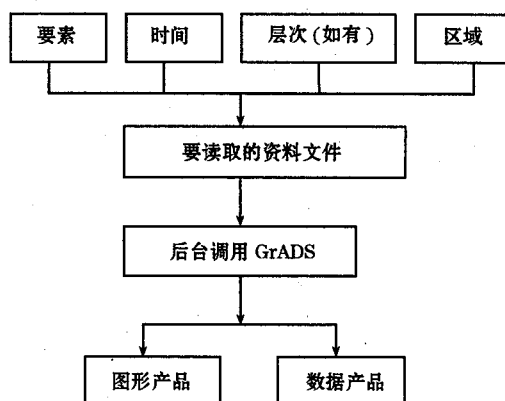 要素
时间
层次(如有)
区域
要读取的资料文件
后台调用 GrADS
图形产品
数据产品